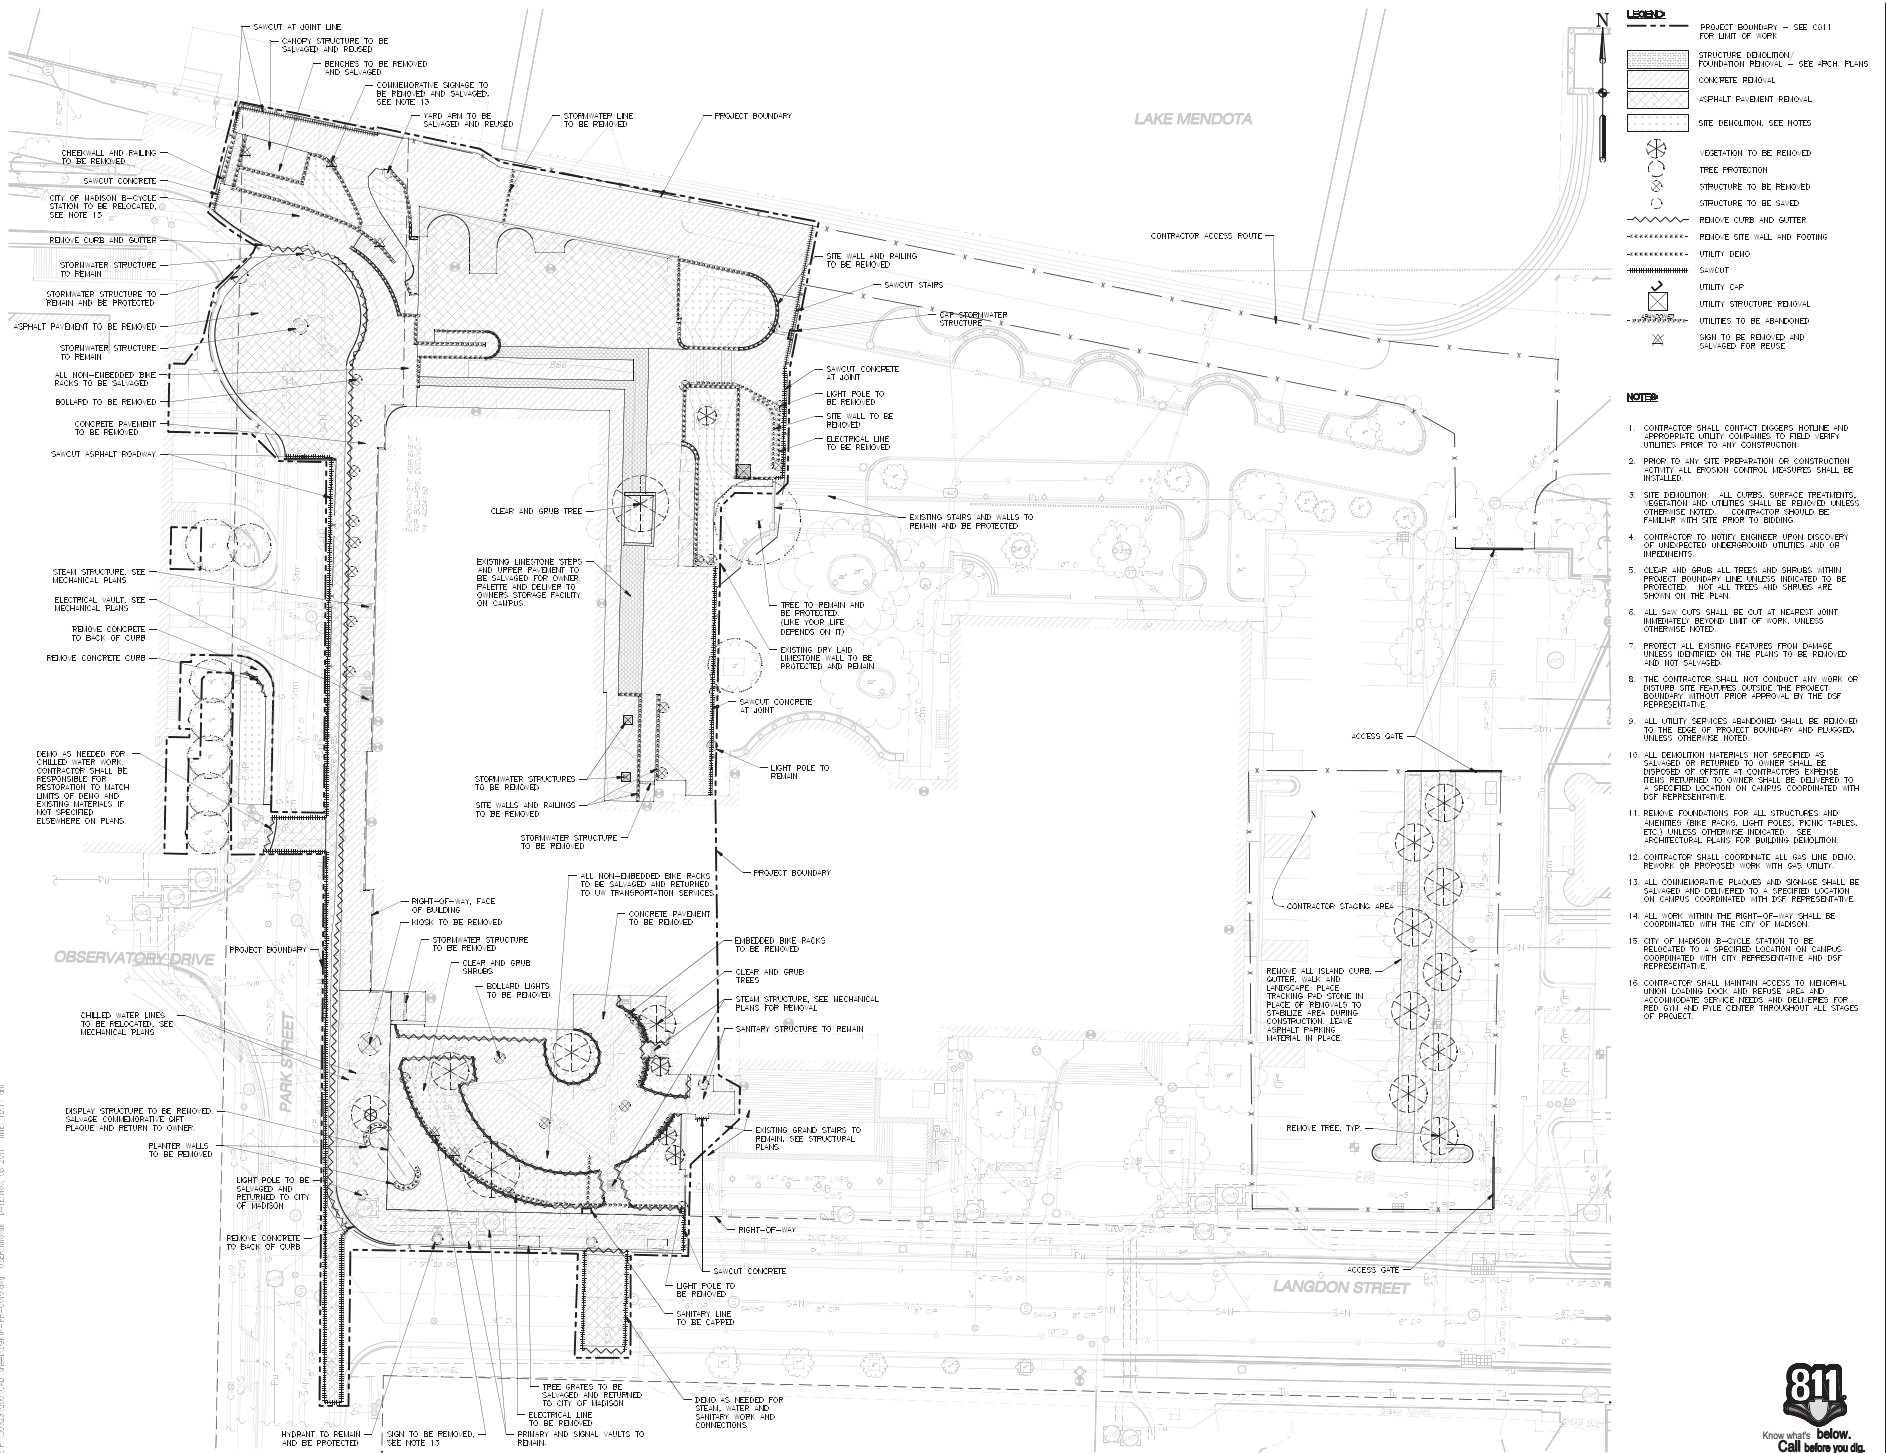 SAWCUT AT JOINT LINE
CANOPY STRUCTURE TO BE
SALVAGED AND REUSED
BENCHES TO BE REMOVED
AND SALVAGED
COMMEMORATIVE SIGNAGE TO
BE REMOVED AND SALVAGED.
SEE NOTE 13
YARD ARM TO BE
SALVAGED AND REUSED
STORMWATER LINE
TO BE REMOVED
PROJECT BOUNDARY
LAKE MENDOTA
CHEEKWALL AND RAILING
TO BE REMOVED
SAWCUT CONCRETE
CITY OF MADISON B-CYCLE
STATION TO BE RELOCATED,
SEE NOTE 15
REMOVE CURB AND GUTTER
STORMWATER STRUCTURE
TO REMAIN
STORMWATER STRUCTURE TO
REMAIN AND BE PROTECTED
ASPHALT PAVEMENT TO BE REMOVED
STORMWATER STRUCTURE
TO REMAIN
ALL NON-EMBEDDED BIKE
RACKS TO BE SALVAGED
BOLLARD TO BE REMOVED
CONCRETE PAVEMENT
TO BE REMOVED
SAWCUT ASPHALT ROADWAY
CONTRACTOR ACCESS ROUTE
SITE WALL AND RAILING
TO BE REMOVED
SAWCUT STAIRS
CAP STORMWATER
STRUCTURE
SAWCUT CONCRETE
AT JOINT
LIGHT POLE TO
BE REMOVED
SITE WALL TO BE
REMOVED
ELECTRICAL LINE
TO BE REMOVED
CLEAR AND GRUB TREE
EXISTING STAIRS AND WALLS TO
REMAIN AND BE PROTECTED
EXISTING LIMESTONE STEPS
AND UPPER PAVEMENT TO
BE SALVAGED FOR OWNER.
PALETTE AND DELIVER TO
OWNERS STORAGE FACILITY
ON CAMPUS.
TREE TO REMAIN AND
BE PROTECTED.
(LIKE YOUR LIFE
DEPENDS ON IT)
EXISTING DRY LAID
LIMESTONE WALL TO BE
PROTECTED AND REMAIN
SAWCUT CONCRETE
AT JOINT
LIGHT POLE TO
REMAIN
STEAM STRUCTURE, SEE
MECHANICAL PLANS
ELECTRICAL VAULT, SEE
MECHANICAL PLANS
REMOVE CONCRETE
TO BACK OF CURB
REMOVE CONCRETE CURB
DEMO AS NEEDED FOR
CHILLED WATER WORK.
CONTRACTOR SHALL BE
RESPONSIBLE FOR
RESTORATION TO MATCH
LIMITS OF DEMO AND
EXISTING MATERIALS IF
NOT SPECIFIED
ELSEWHERE ON PLANS.
STORMWATER STRUCTURES
TO BE REMOVED
SITE WALLS AND RAILINGS
TO BE REMOVED
STORMWATER STRUCTURE
TO BE REMOVED
PROJECT BOUNDARY
ALL NON-EMBEDDED BIKE RACKS
TO BE SALVAGED AND RETURNED
TO UW TRANSPORTATION SERVICES
RIGHT-OF-WAY, FACE
OF BUILDING
KIOSK TO BE REMOVED
CONCRETE PAVEMENT
TO BE REMOVED
STORMWATER STRUCTURE
TO BE REMOVED
EMBEDDED BIKE RACKS
TO BE REMOVED
CLEAR AND GRUB
SHRUBS
CLEAR AND GRUB
TREES
BOLLARD LIGHTS
TO BE REMOVED
STEAM STRUCTURE, SEE MECHANICAL
PLANS FOR REMOVAL
SANITARY STRUCTURE TO REMAIN
PROJECT BOUNDARY
OBSERVATORY DRIVE
PARK STREET
CHILLED WATER LINES
TO BE RELOCATED, SEE
MECHANICAL PLANS
DISPLAY STRUCTURE TO BE REMOVED.
SALVAGE COMMEMORATIVE GIFT
PLAQUE AND RETURN TO OWNER.
PLANTER WALLS
TO BE REMOVED
LIGHT POLE TO BE
SALVAGED AND
RETURNED TO CITY
OF MADISON
REMOVE CONCRETE
TO BACK OF CURB
EXISTING GRAND STAIRS TO
REMAIN, SEE STRUCTURAL
PLANS
RIGHT-OF-WAY
SAWCUT CONCRETE
LIGHT POLE TO
BE REMOVED
SANITARY LINE
TO BE CAPPED
TREE GRATES TO BE
SALVAGED AND RETURNED
TO CITY OF MADISON
ELECTRICAL LINE
TO BE REMOVED
HYDRANT TO REMAIN
AND BE PROTECTED
SIGN TO BE REMOVED,
SEE NOTE 13
PRIMARY AND SIGNAL VAULTS TO
REMAIN.
DEMO AS NEEDED FOR
STEAM, WATER AND
SANITARY WORK AND
CONNECTIONS
ACCESS GATE
CONTRACTOR STAGING AREA
REMOVE ALL ISLAND CURB,
GUTTER, WALK AND
LANDSCAPE. PLACE
TRACKING PAD STONE IN
PLACE OF REMOVALS TO
STABILIZE AREA DURING
CONSTRUCTION. LEAVE
ASPHALT PARKING
MATERIAL IN PLACE.
REMOVE TREE, TYP.
ACCESS GATE
LANGDON STREET
N
LEGEND:
PROJECT BOUNDARY - SEE C011
FOR LIMIT OF WORK
STRUCTURE DEMOLITION/
FOUNDATION REMOVAL - SEE ARCH. PLANS
CONCRETE REMOVAL
ASPHALT PAVEMENT REMOVAL
SITE DEMOLITION, SEE NOTES
VEGETATION TO BE REMOVED
TREE PROTECTION
STRUCTURE TO BE REMOVED
STRUCTURE TO BE SAVED
REMOVE CURB AND GUTTER
REMOVE SITE WALL AND FOOTING
UTILITY DEMO
SAWCUT
UTILITY CAP
UTILITY STRUCTURE REMOVAL
ABANDONED
UTILITIES TO BE ABANDONED
SIGN TO BE REMOVED AND
SALVAGED FOR REUSE
NOTES:
1. CONTRACTOR SHALL CONTACT DIGGERS HOTLINE AND
APPROPRIATE UTILITY COMPANIES TO FIELD VERIFY
UTILITIES PRIOR TO ANY CONSTRUCTION.
2. PRIOR TO ANY SITE PREPARATION OR CONSTRUCTION
ACTIVITY ALL EROSION CONTROL MEASURES SHALL BE
INSTALLED.
3. SITE DEMOLITION: ALL CURBS, SURFACE TREATMENTS,
VEGETATION AND UTILITIES SHALL BE REMOVED UNLESS
OTHERWISE NOTED. CONTRACTOR SHOULD BE
FAMILIAR WITH SITE PRIOR TO BIDDING.
4. CONTRACTOR TO NOTIFY ENGINEER UPON DISCOVERY
OF UNEXPECTED UNDERGROUND UTILITIES AND OR
IMPEDIMENTS.
5. CLEAR AND GRUB ALL TREES AND SHRUBS WITHIN
PROJECT BOUNDARY LINE UNLESS INDICATED TO BE
PROTECTED. NOT ALL TREES AND SHRUBS ARE
SHOWN ON THE PLAN.
6. ALL SAW CUTS SHALL BE CUT AT NEAREST JOINT
IMMEDIATELY BEYOND LIMIT OF WORK, UNLESS
OTHERWISE NOTED.
7. PROTECT ALL EXISTING FEATURES FROM DAMAGE
UNLESS IDENTIFIED ON THE PLANS TO BE REMOVED
AND NOT SALVAGED.
8. THE CONTRACTOR SHALL NOT CONDUCT ANY WORK OR
DISTURB SITE FEATURES OUTSIDE THE PROJECT
BOUNDARY WITHOUT PRIOR APPROVAL BY THE DSF
REPRESENTATIVE.
9. ALL UTILITY SERVICES ABANDONED SHALL BE REMOVED
TO THE EDGE OF PROJECT BOUNDARY AND PLUGGED,
UNLESS OTHERWISE NOTED.
10. ALL DEMOLITION MATERIALS NOT SPECIFIED AS
SALVAGED OR RETURNED TO OWNER SHALL BE
DISPOSED OF OFFSITE AT CONTRACTORS EXPENSE.
ITEMS RETURNED TO OWNER SHALL BE DELIVERED TO
A SPECIFIED LOCATION ON CAMPUS COORDINATED WITH
DSF REPRESENTATIVE.
11. REMOVE FOUNDATIONS FOR ALL STRUCTURES AND
AMENITIES (BIKE RACKS, LIGHT POLES, PICNIC TABLES,
ETC.) UNLESS OTHERWISE INDICATED. SEE
ARCHITECTURAL PLANS FOR BUILDING DEMOLITION.
12. CONTRACTOR SHALL COORDINATE ALL GAS LINE DEMO,
REWORK OR PROPOSED WORK WITH GAS UTILITY.
13. ALL COMMEMORATIVE PLAQUES AND SIGNAGE SHALL BE
SALVAGED AND DELIVERED TO A SPECIFIED LOCATION
ON CAMPUS COORDINATED WITH DSF REPRESENTATIVE.
14. ALL WORK WITHIN THE RIGHT-OF-WAY SHALL BE
COORDINATED WITH THE CITY OF MADISON.
15. CITY OF MADISON B-CYCLE STATION TO BE
RELOCATED TO A SPECIFIED LOCATION ON CAMPUS
COORDINATED WITH CITY REPRESENTATIVE AND DSF
REPRESENTATIVE.
16. CONTRACTOR SHALL MAINTAIN ACCESS TO MEMORIAL
UNION LOADING DOCK AND REFUSE AREA AND
ACCOMMODATE SERVICE NEEDS AND DELIVERIES FOR
RED GYM AND PYLE CENTER THROUGHOUT ALL STAGES
OF PROJECT.
811
Know what's below.
Call before you dig.